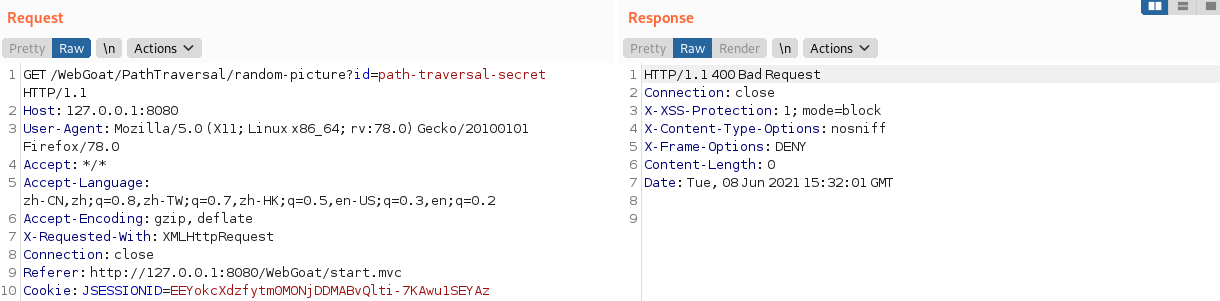 Request
Pretty Raw \n Actions
1 GET /WebGoat/PathTraversal/random-picture?id=path-traversal-secret
HTTP/1.1
2 Host: 127.0.0.1:8080
3 User-Agent: Mozilla/5.0 (X11; Linux x86_64; rv:78.0) Gecko/20100101
Firefox/78.0
4 Accept: */*
5 Accept-Language:
zh-CN,zh;q=0.8,zh-TW;q=0.7,zh-HK;q=0.5,en-US;q=0.3,en;q=0.2
6 Accept-Encoding: gzip, deflate
7 X-Requested-With: XMLHttpRequest
8 Connection: close
9 Referer: http://127.0.0.1:8080/WebGoat/start.mvc
10 Cookie: JSESSIONID=EEYokcXdzfytm0MONjDDMABvQlti-7KAwu1SEYAz
Response
Pretty Raw Render \n Actions
1 HTTP/1.1 400 Bad Request
2 Connection: close
3 X-XSS-Protection: 1; mode=block
4 X-Content-Type-Options: nosniff
5 X-Frame-Options: DENY
6 Content-Length: 0
7 Date: Tue, 08 Jun 2021 15:32:01 GMT
8
9